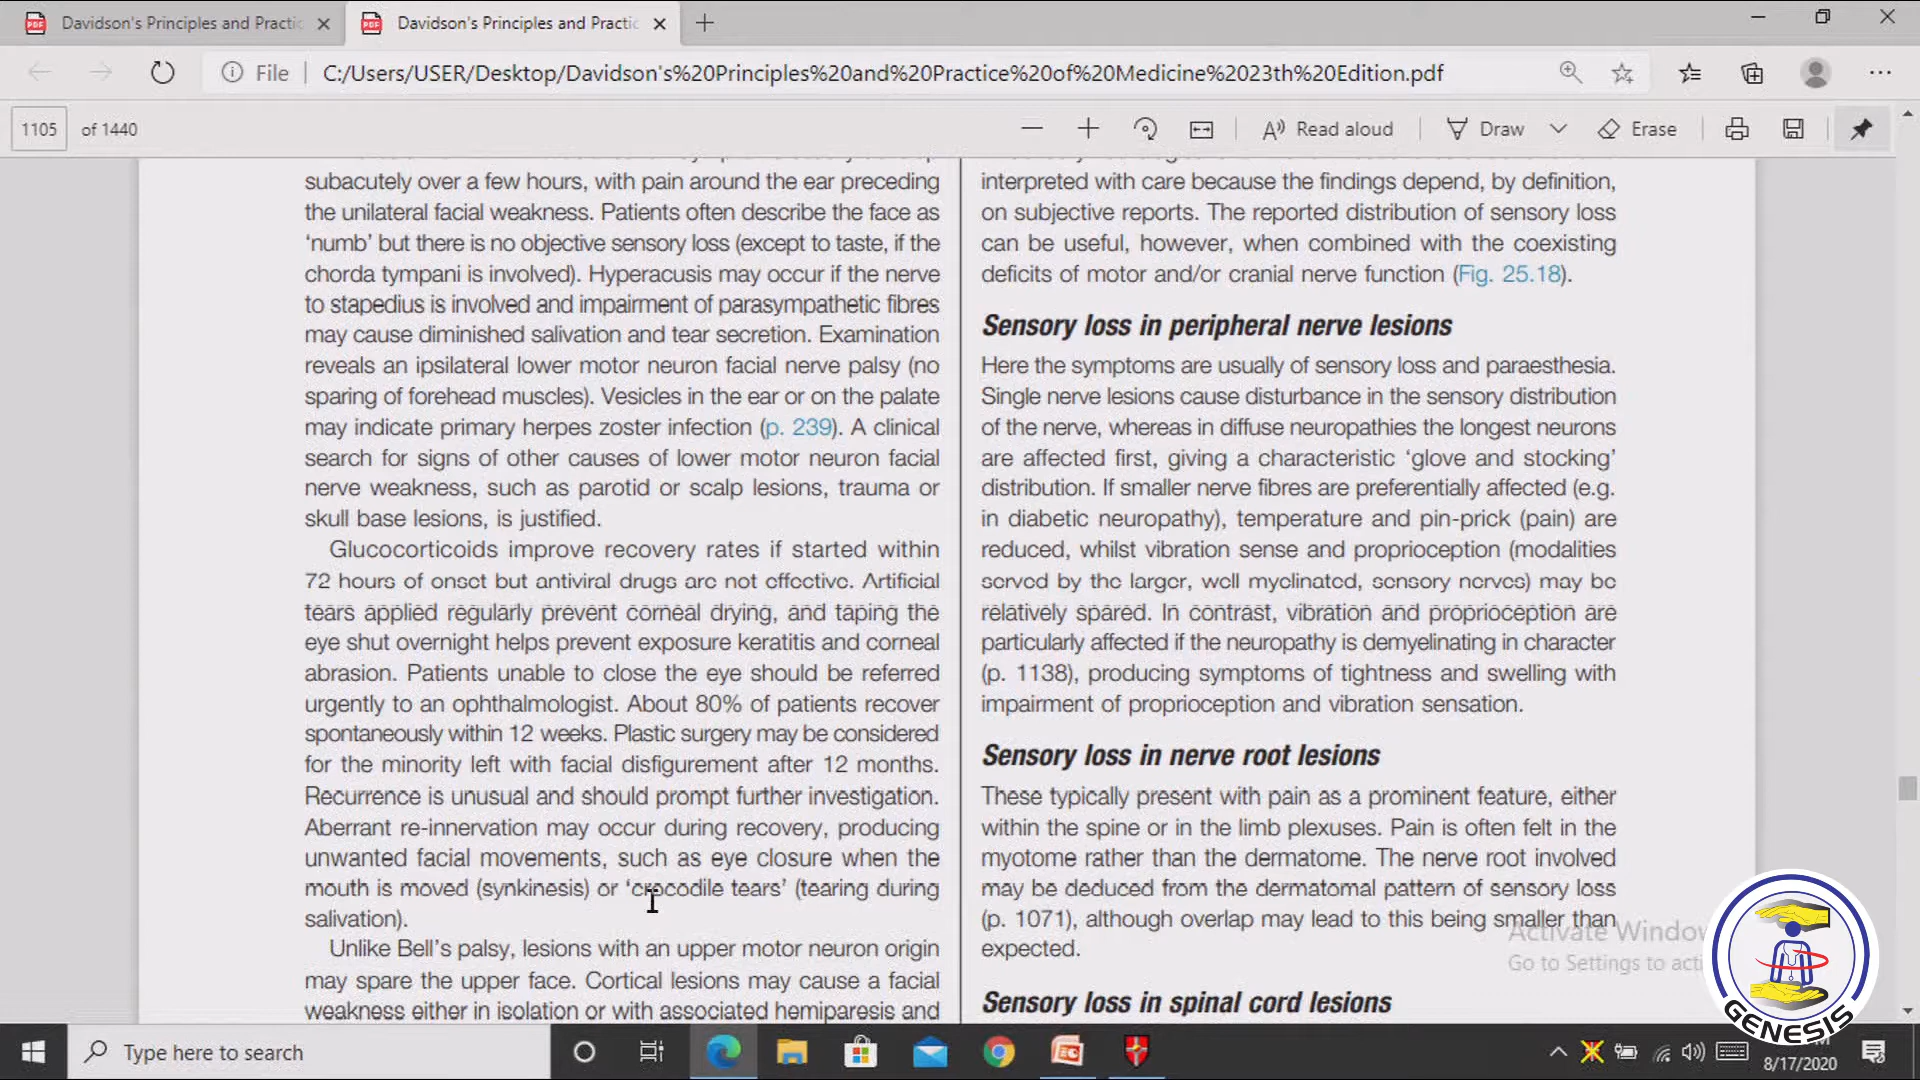 Davidson's Principles and Practic
Davidson's Principles and Practic
File
C:/Users/USER/Desktop/Davidson's%20Principles%20and%20Practice%20of%20Medicine%2023th%20Edition.pdf
1105 of 1440
Read aloud
Draw
Erase
subacutely over a few hours, with pain around the ear preceding
the unilateral facial weakness. Patients often describe the face as
'numb' but there is no objective sensory loss (except to taste, if the
chorda tympani is involved). Hyperacusis may occur if the nerve
to stapedius is involved and impairment of parasympathetic fibres
may cause diminished salivation and tear secretion. Examination
reveals an ipsilateral lower motor neuron facial nerve palsy (no
sparing of forehead muscles). Vesicles in the ear or on the palate
may indicate primary herpes zoster infection (p. 239). A clinical
search for signs of other causes of lower motor neuron facial
nerve weakness, such as parotid or scalp lesions, trauma or
skull base lesions, is justified.
Glucocorticoids improve recovery rates if started within
72 hours of onset but antiviral drugs are not effective. Artificial
tears applied regularly prevent corneal drying, and taping the
eye shut overnight helps prevent exposure keratitis and corneal
abrasion. Patients unable to close the eye should be referred
urgently to an ophthalmologist. About 80% of patients recover
spontaneously within 12 weeks. Plastic surgery may be considered
for the minority left with facial disfigurement after 12 months.
Recurrence is unusual and should prompt further investigation.
Aberrant re-innervation may occur during recovery, producing
unwanted facial movements, such as eye closure when the
mouth is moved (synkinesis) or 'crocodile tears' (tearing during
salivation).
Unlike Bell's palsy, lesions with an upper motor neuron origin
may spare the upper face. Cortical lesions may cause a facial
weakness either in isolation or with associated hemiparesis and
interpreted with care because the findings depend, by definition,
on subjective reports. The reported distribution of sensory loss
can be useful, however, when combined with the coexisting
deficits of motor and/or cranial nerve function (Fig. 25.18).
Sensory loss in peripheral nerve lesions
Here the symptoms are usually of sensory loss and paraesthesia.
Single nerve lesions cause disturbance in the sensory distribution
of the nerve, whereas in diffuse neuropathies the longest neurons
are affected first, giving a characteristic 'glove and stocking'
distribution. If smaller nerve fibres are preferentially affected (e.g.
in diabetic neuropathy), temperature and pin-prick (pain) are
reduced, whilst vibration sense and proprioception (modalities
served by the larger, well myelinated, sensory nerves) may be
relatively spared. In contrast, vibration and proprioception are
particularly affected if the neuropathy is demyelinating in character
(p. 1138), producing symptoms of tightness and swelling with
impairment of proprioception and vibration sensation.
Sensory loss in nerve root lesions
These typically present with pain as a prominent feature, either
within the spine or in the limb plexuses. Pain is often felt in the
myotome rather than the dermatome. The nerve root involved
may be deduced from the dermatomal pattern of sensory loss
(p. 1071), although overlap may lead to this being smaller than
expected.
Sensory loss in spinal cord lesions
Activate Window
Go to Settings to acti
GENESIS
Type here to search
8/17/2020